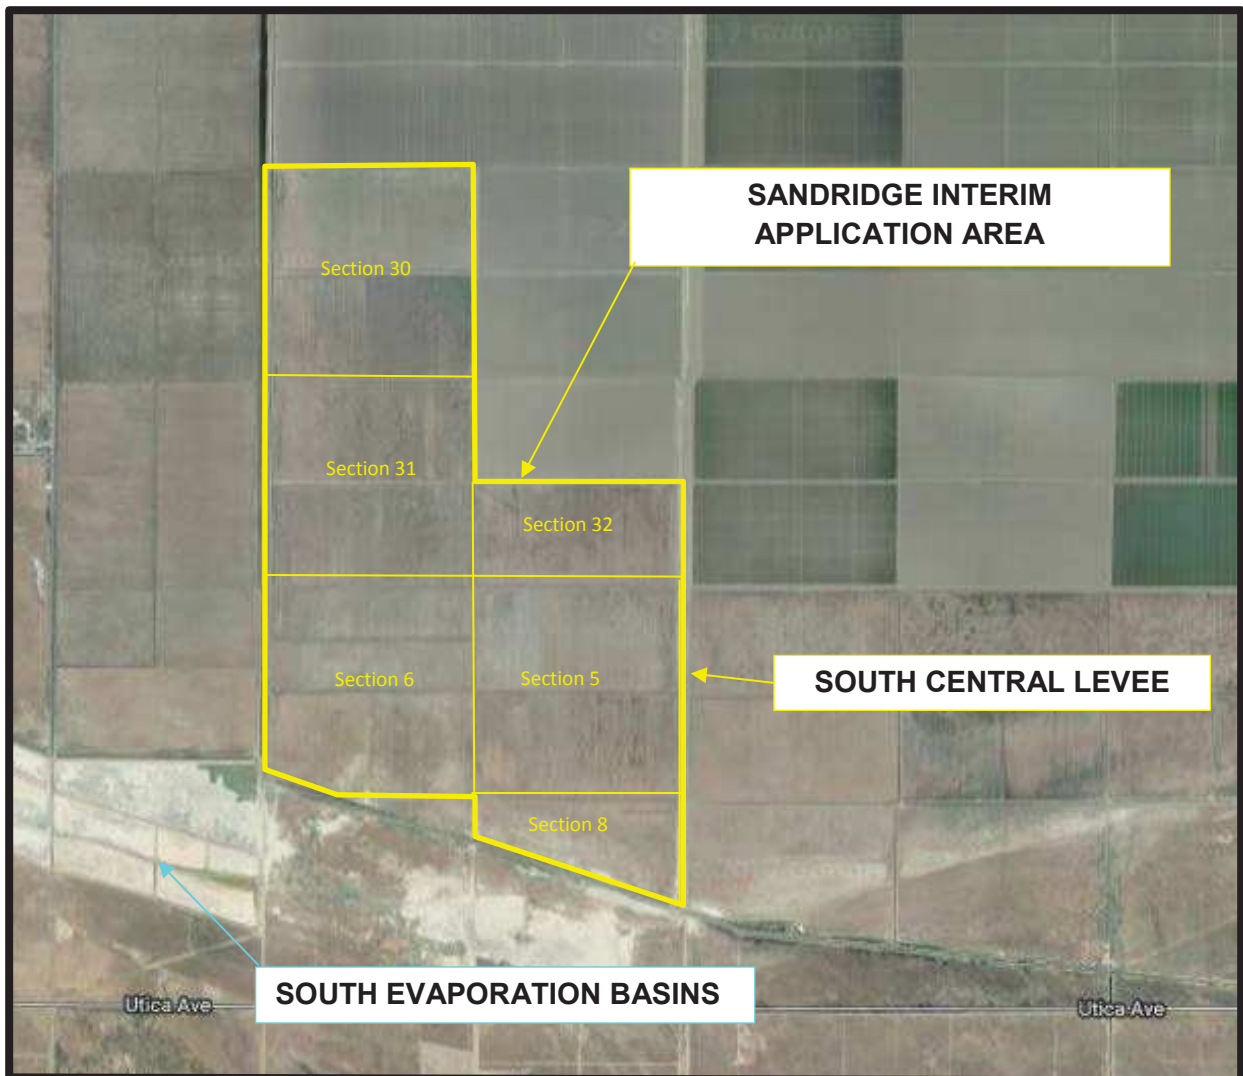 SANDRIDGE INTERIM
APPLICATION AREA
Section 30
Section 31
Section 32
Section 6
Section 5
SOUTH CENTRAL LEVEE
Section 8
SOUTH EVAPORATION BASINS
Utica Ave
Utica Ave